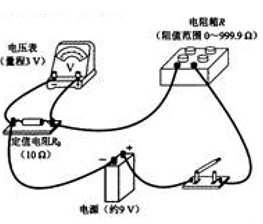 电阻箱R
(阻值范围 0~999.9 Ω)
电压表
(量程3 V)
V
定值电阻R₀
(10 Ω)
− +
电源 (约9 V)